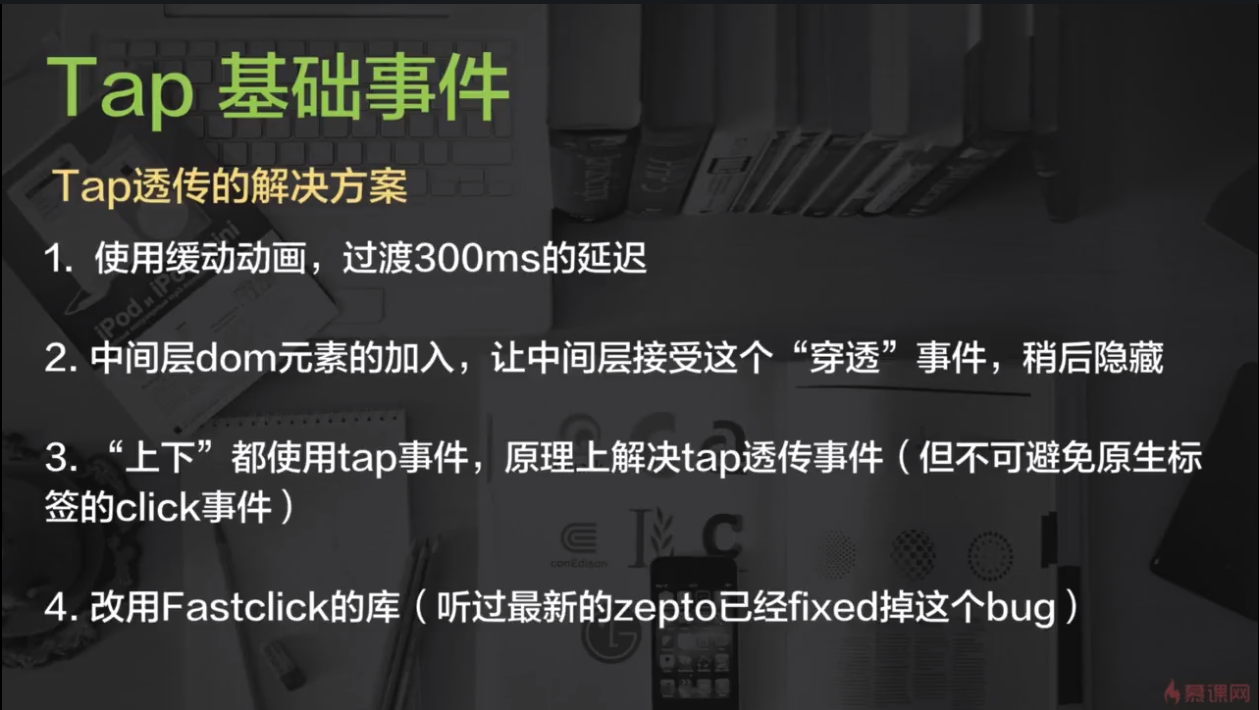 Tap 基础事件
Tap透传的解决方案
1. 使用缓动动画，过渡300ms的延迟
2. 中间层dom元素的加入，让中间层接受这个“穿透”事件，稍后隐藏
3. “上下”都使用tap事件，原理上解决tap透传事件（但不可避免原生标
签的click事件）
4. 改用Fastclick的库（听过最新的zepto已经fixed掉这个bug）
iPod и iPo
conEdison
慕课网